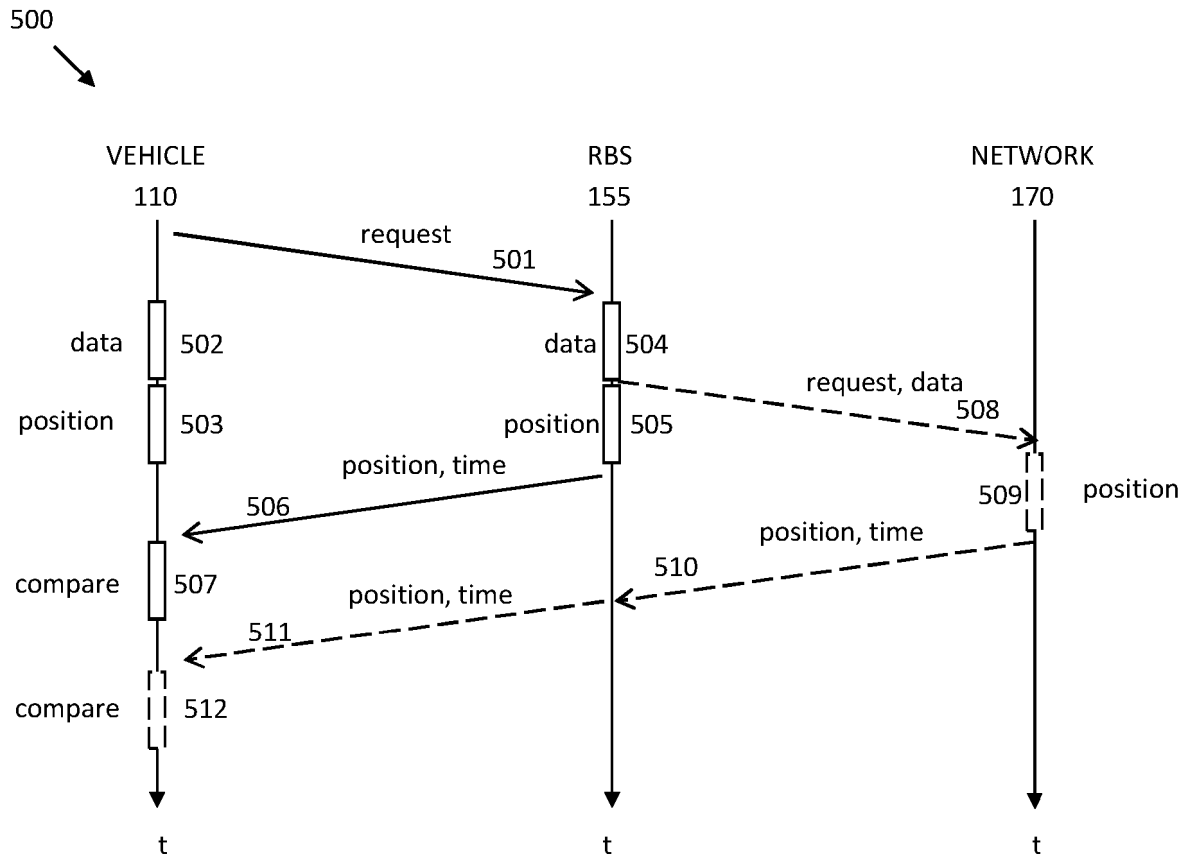 500
VEHICLE RBS NETWORK
110 155 170
request
501
data 502 data 504
request, data
508
position 503 position 505
position, time
506 509 position
position, time
compare 507 510
position, time
511
compare 512
t t t